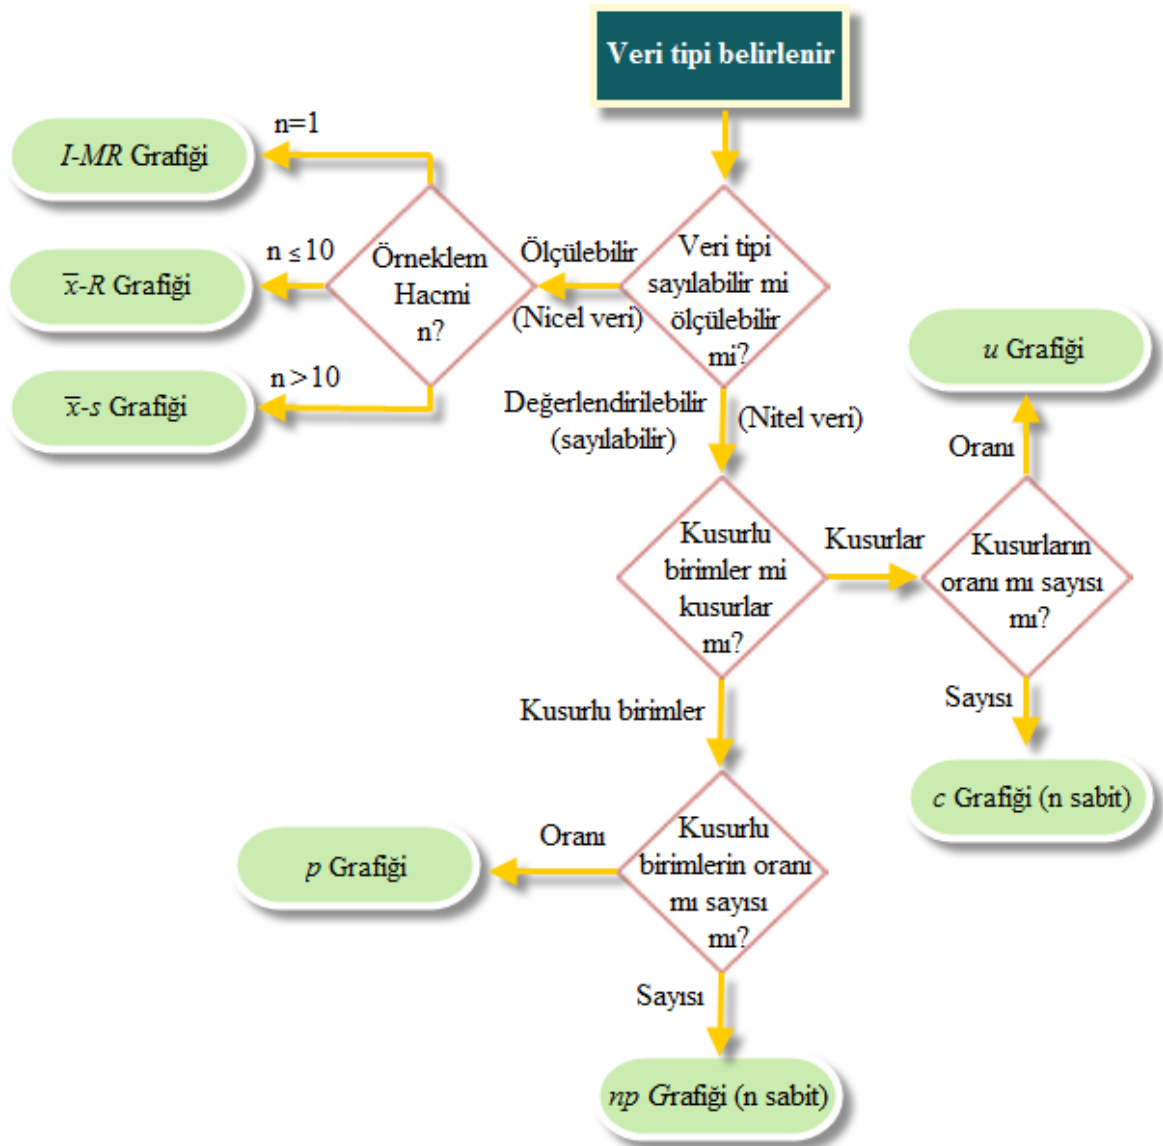 Veri tipi belirlenir
n=1
I-MR Grafiği
n ≤ 10
x̅-R Grafiği
n > 10
x̅-s Grafiği
Örneklem
Hacmi
n?
Ölçülebilir
(Nicel veri)
Veri tipi
sayılabilir mi
ölçülebilir
mi?
Değerlendirilebilir
(sayılabilir)
(Nitel veri)
u Grafiği
Oranı
Kusurlu
birimler mi
kusurlar
mı?
Kusurlar
Kusurların
oranı mı sayısı
mı?
Sayısı
c Grafiği (n sabit)
Kusurlu birimler
Kusurlu
birimlerin oranı
mı sayısı
mı?
Oranı
p Grafiği
Sayısı
np Grafiği (n sabit)